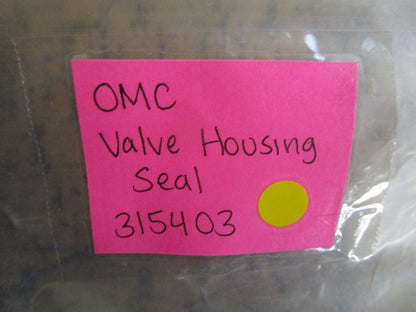 OMC
Valve Housing
Seal
315403